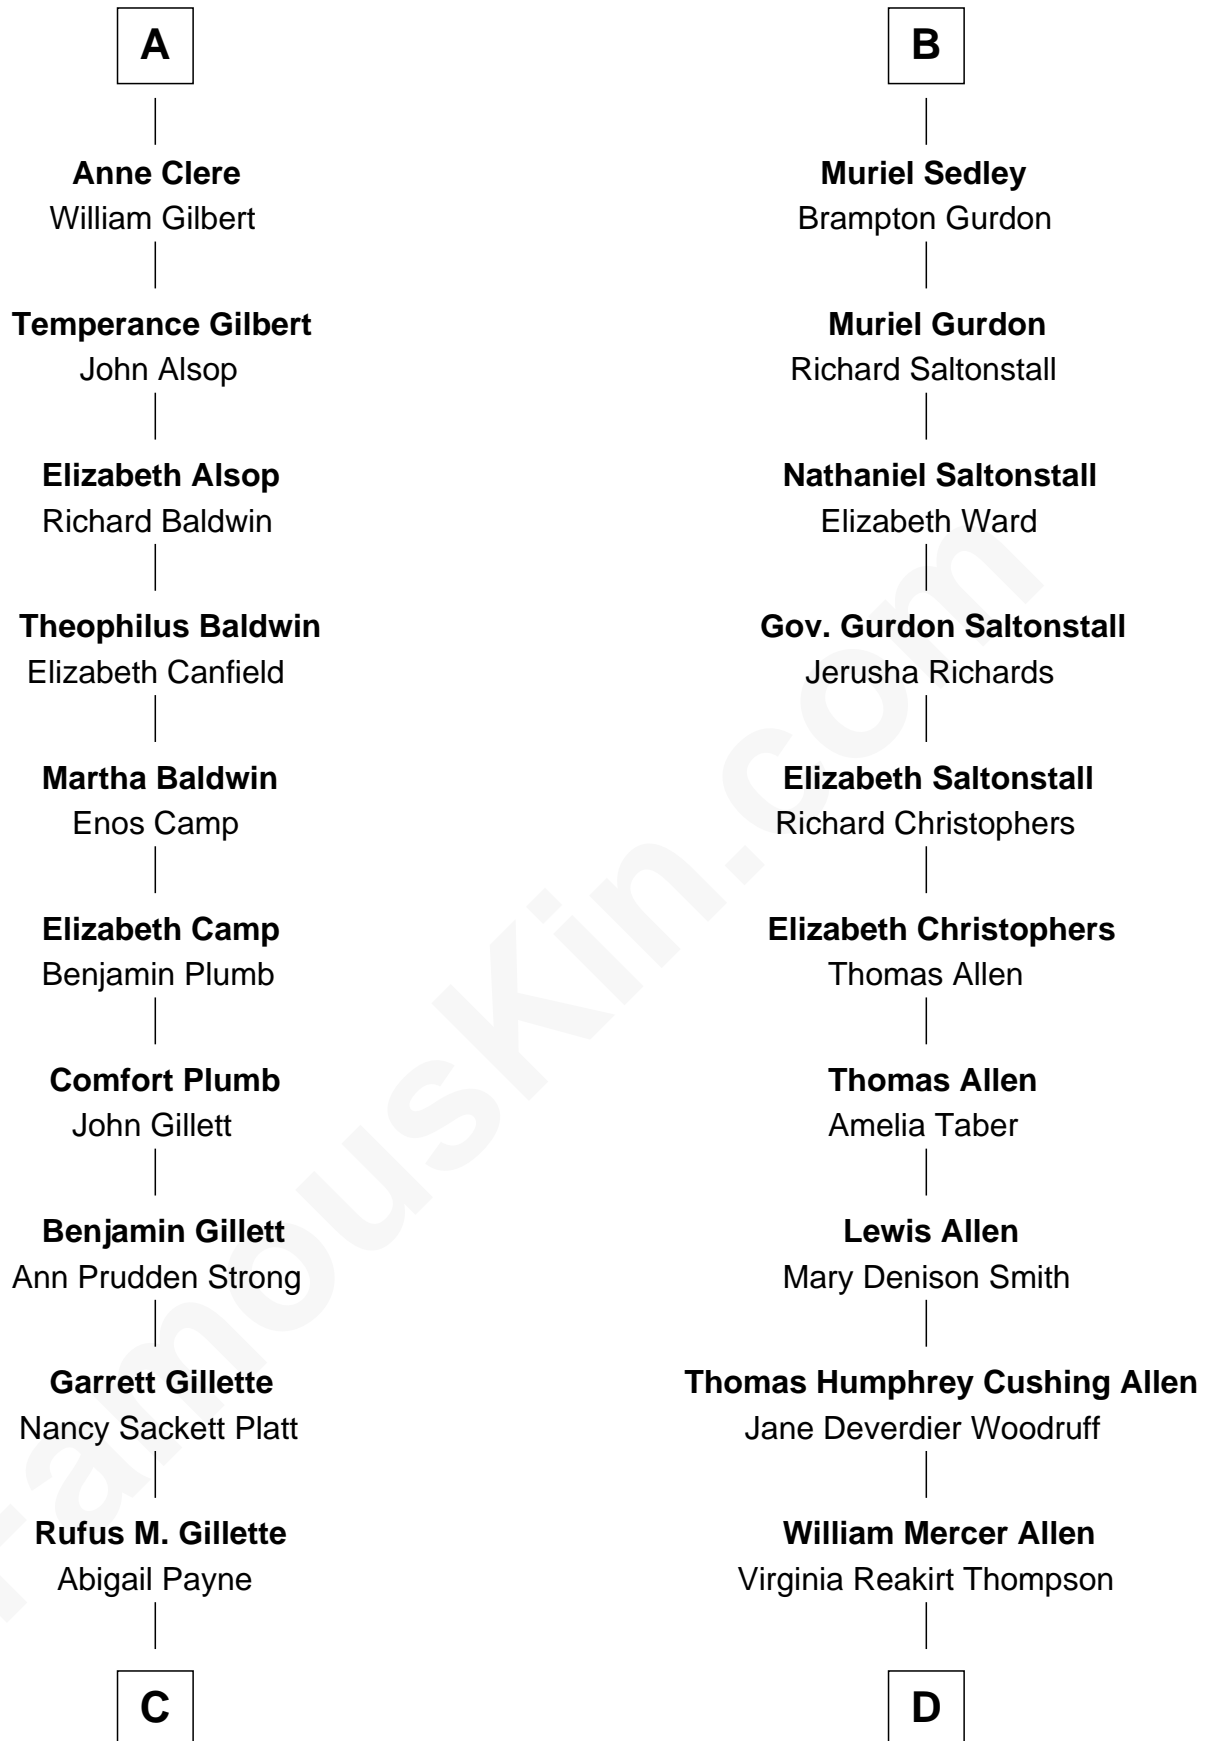 A
Anne Clere
William Gilbert
Temperance Gilbert
John Alsop
Elizabeth Alsop
Richard Baldwin
Theophilus Baldwin
Elizabeth Canfield
Martha Baldwin
Enos Camp
Elizabeth Camp
Benjamin Plumb
Comfort Plumb
John Gillett
Benjamin Gillett
Ann Prudden Strong
Garrett Gillette
Nancy Sackett Platt
Rufus M. Gillette
Abigail Payne
C
B
Muriel Sedley
Brampton Gurdon
Muriel Gurdon
Richard Saltonstall
Nathaniel Saltonstall
Elizabeth Ward
Gov. Gurdon Saltonstall
Jerusha Richards
Elizabeth Saltonstall
Richard Christophers
Elizabeth Christophers
Thomas Allen
Thomas Allen
Amelia Taber
Lewis Allen
Mary Denison Smith
Thomas Humphrey Cushing Allen
Jane Deverdier Woodruff
William Mercer Allen
Virginia Reakirt Thompson
D
FamousKin.com